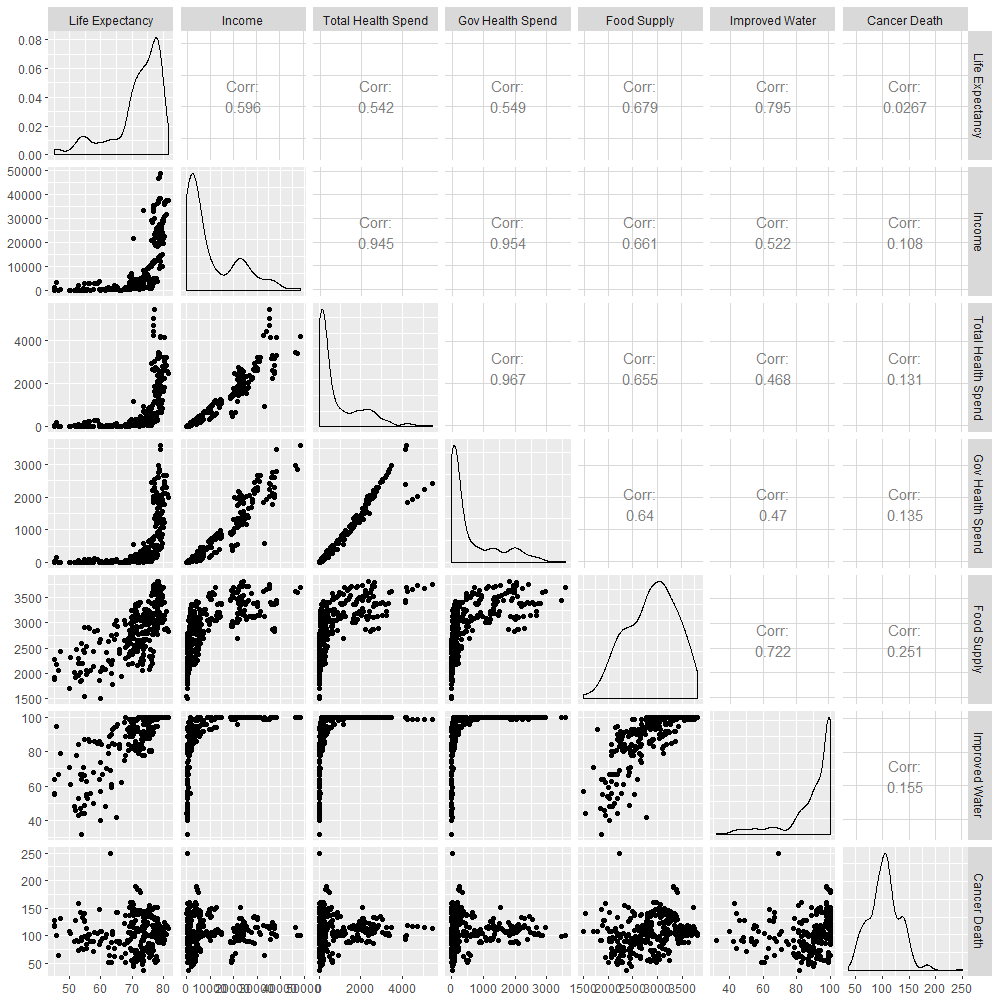 Life Expectancy Income Total Health Spend Gov Health Spend Food Supply Improved Water Cancer Death
0.08
0.06
0.04
0.02
0.00
Corr:
0.596
Corr:
0.542
Corr:
0.549
Corr:
0.679
Corr:
0.795
Corr:
0.0267
Life Expectancy
50000
40000
30000
20000
10000
0
Corr:
0.945
Corr:
0.954
Corr:
0.661
Corr:
0.522
Corr:
0.108
Income
4000
2000
0
Corr:
0.967
Corr:
0.655
Corr:
0.468
Corr:
0.131
Total Health Spend
3000
2000
1000
0
Corr:
0.64
Corr:
0.47
Corr:
0.135
Gov Health Spend
3500
3000
2500
2000
1500
Corr:
0.722
Corr:
0.251
Food Supply
100
80
60
40
Corr:
0.155
Improved Water
250
200
150
100
50
Cancer Death
50 60 70 80 0 10000 20000 30000 40000 50000 0 2000 4000 0 1000 2000 3000 1500 2000 2500 3000 3500 40 60 80 100 50 100 150 200 250